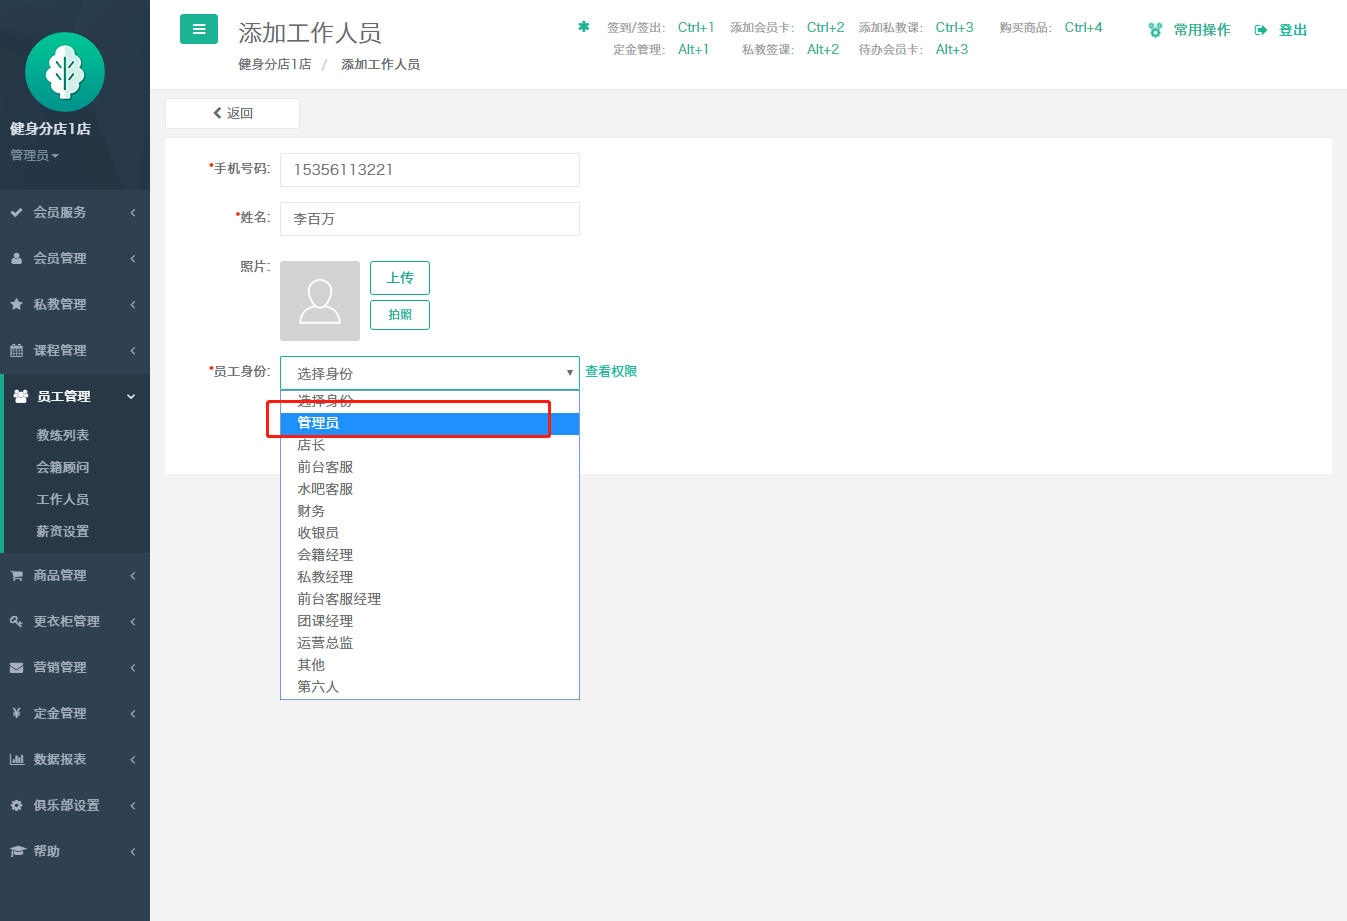 健身分店1店
管理员
会员服务
会员管理
私教管理
课程管理
员工管理
教练列表
会籍顾问
工作人员
薪资设置
商品管理
更衣柜管理
营销管理
定金管理
数据报表
俱乐部设置
帮助
添加工作人员
健身分店1店 / 添加工作人员
签到/签出: Ctrl+1 添加会员卡: Ctrl+2 添加私教课: Ctrl+3 购买商品: Ctrl+4
定金管理: Alt+1 私教签课: Alt+2 待办会员卡: Alt+3
常用操作 登出
返回
*手机号码: 15356113221
*姓名: 李百万
照片:
上传
拍照
*员工身份: 选择身份 查看权限
选择身份
管理员
店长
前台客服
水吧客服
财务
收银员
会籍经理
私教经理
前台客服经理
团课经理
运营总监
其他
第六人